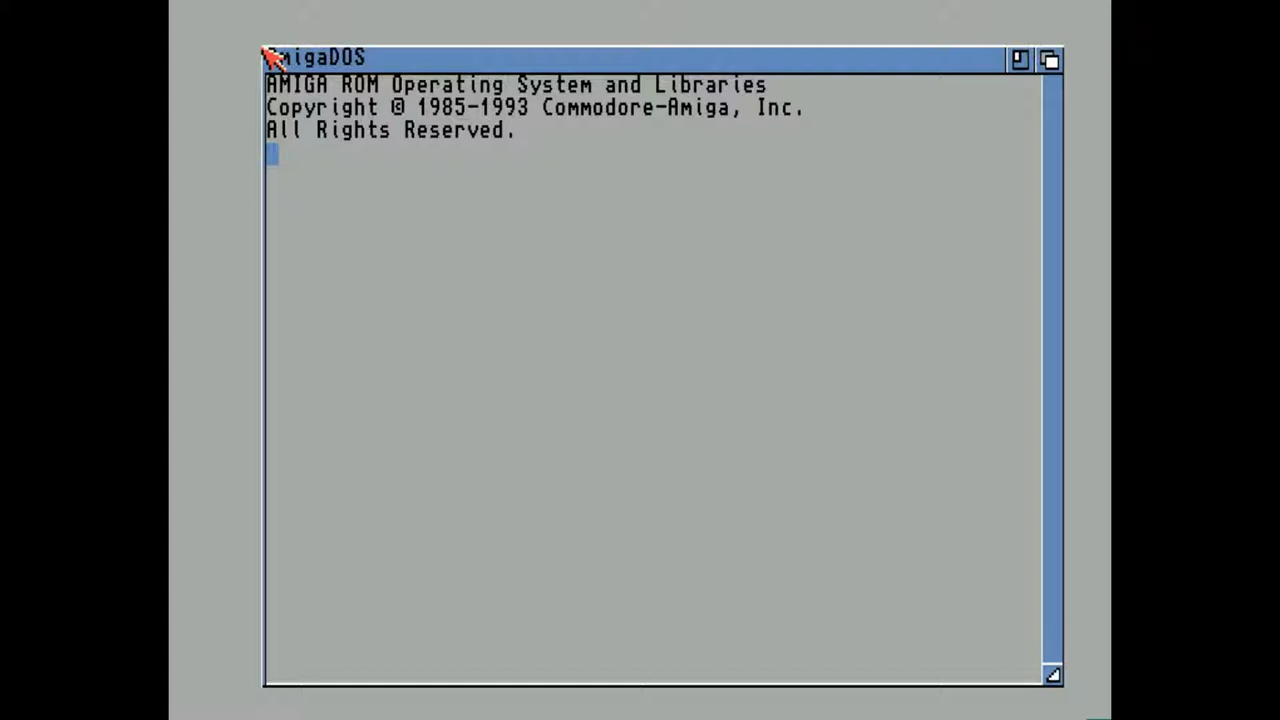 AmigaDOS
AMIGA ROM Operating System and Libraries
Copyright © 1985-1993 Commodore-Amiga, Inc.
All Rights Reserved.